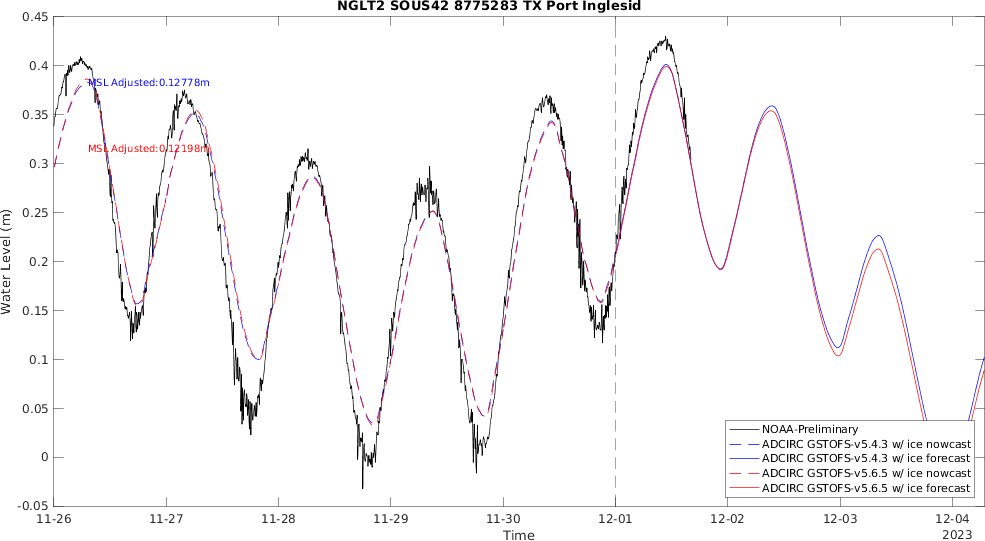 NGLT2 SOUS42 8775283 TX Port Inglesid
0.45
0.4
0.35
0.3
0.25
0.2
0.15
0.1
0.05
0
-0.05
Water Level (m)
MSL Adjusted:0.12778m
MSL Adjusted:0.12198m
NOAA-Preliminary
ADCIRC GSTOFS-v5.4.3 w/ ice nowcast
ADCIRC GSTOFS-v5.4.3 w/ ice forecast
ADCIRC GSTOFS-v5.6.5 w/ ice nowcast
ADCIRC GSTOFS-v5.6.5 w/ ice forecast
11-26 11-27 11-28 11-29 11-30 12-01 12-02 12-03 12-04
Time
2023